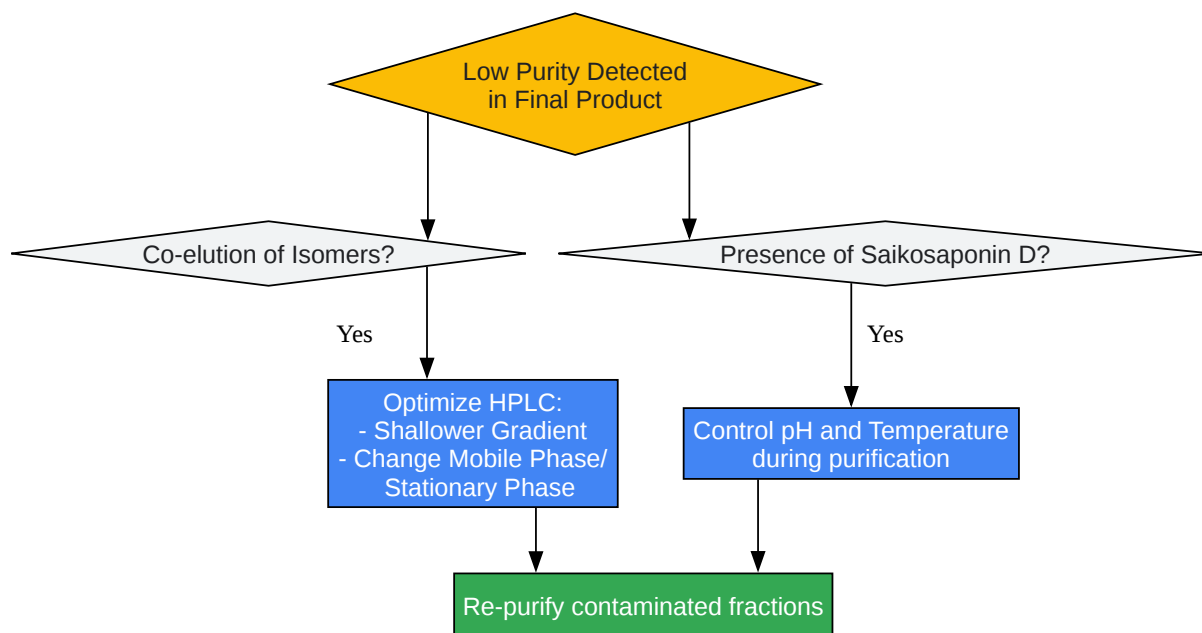 Low Purity Detected
in Final Product
Co-elution of Isomers?
Presence of Saikosaponin D?
Yes
Yes
Optimize HPLC:
- Shallower Gradient
- Change Mobile Phase/
Stationary Phase
Control pH and Temperature
during purification
Re-purify contaminated fractions